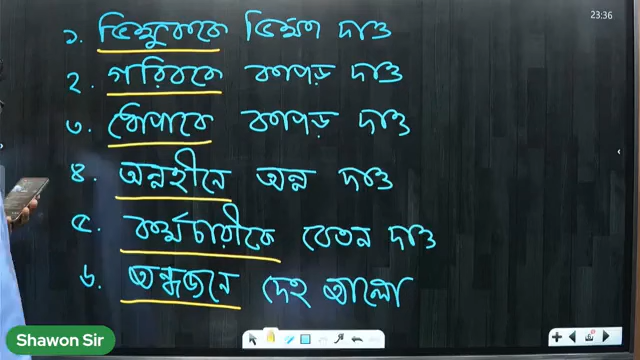 23:36
১. ভিক্ষুককে ভিক্ষা দাও
২. গরিবকে কাপড় দাও
৩. ধোপাকে কাপড় দাও
৪. অন্নহীনে অন্ন দাও
৫. কর্মচারীকে বেতন দাও
৬. অন্ধজনে দেহ আলো
Shawon Sir